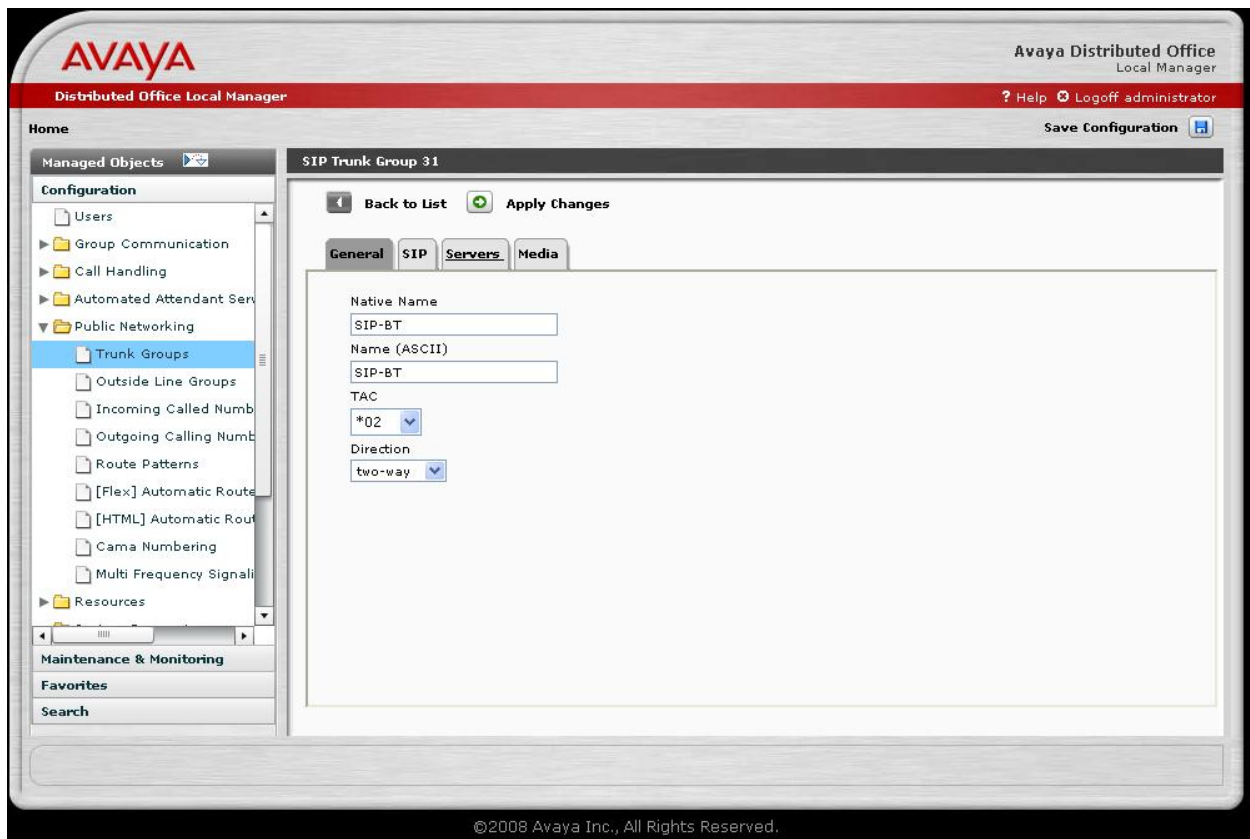 AVAYA
Avaya Distributed Office
Local Manager
Distributed Office Local Manager
? Help Logoff administrator
Home
Save Configuration
Managed Objects
SIP Trunk Group 31
Configuration
Users
Group Communication
Call Handling
Automated Attendant Serv
Public Networking
Trunk Groups
Outside Line Groups
Incoming Called Numb
Outgoing Calling Numb
Route Patterns
[Flex] Automatic Route
[HTML] Automatic Rout
Cama Numbering
Multi Frequency Signali
Resources
Maintenance & Monitoring
Favorites
Search
Back to List
Apply Changes
General SIP Servers Media
Native Name
SIP-BT
Name (ASCII)
SIP-BT
TAC
*02
Direction
two-way
©2008 Avaya Inc., All Rights Reserved.